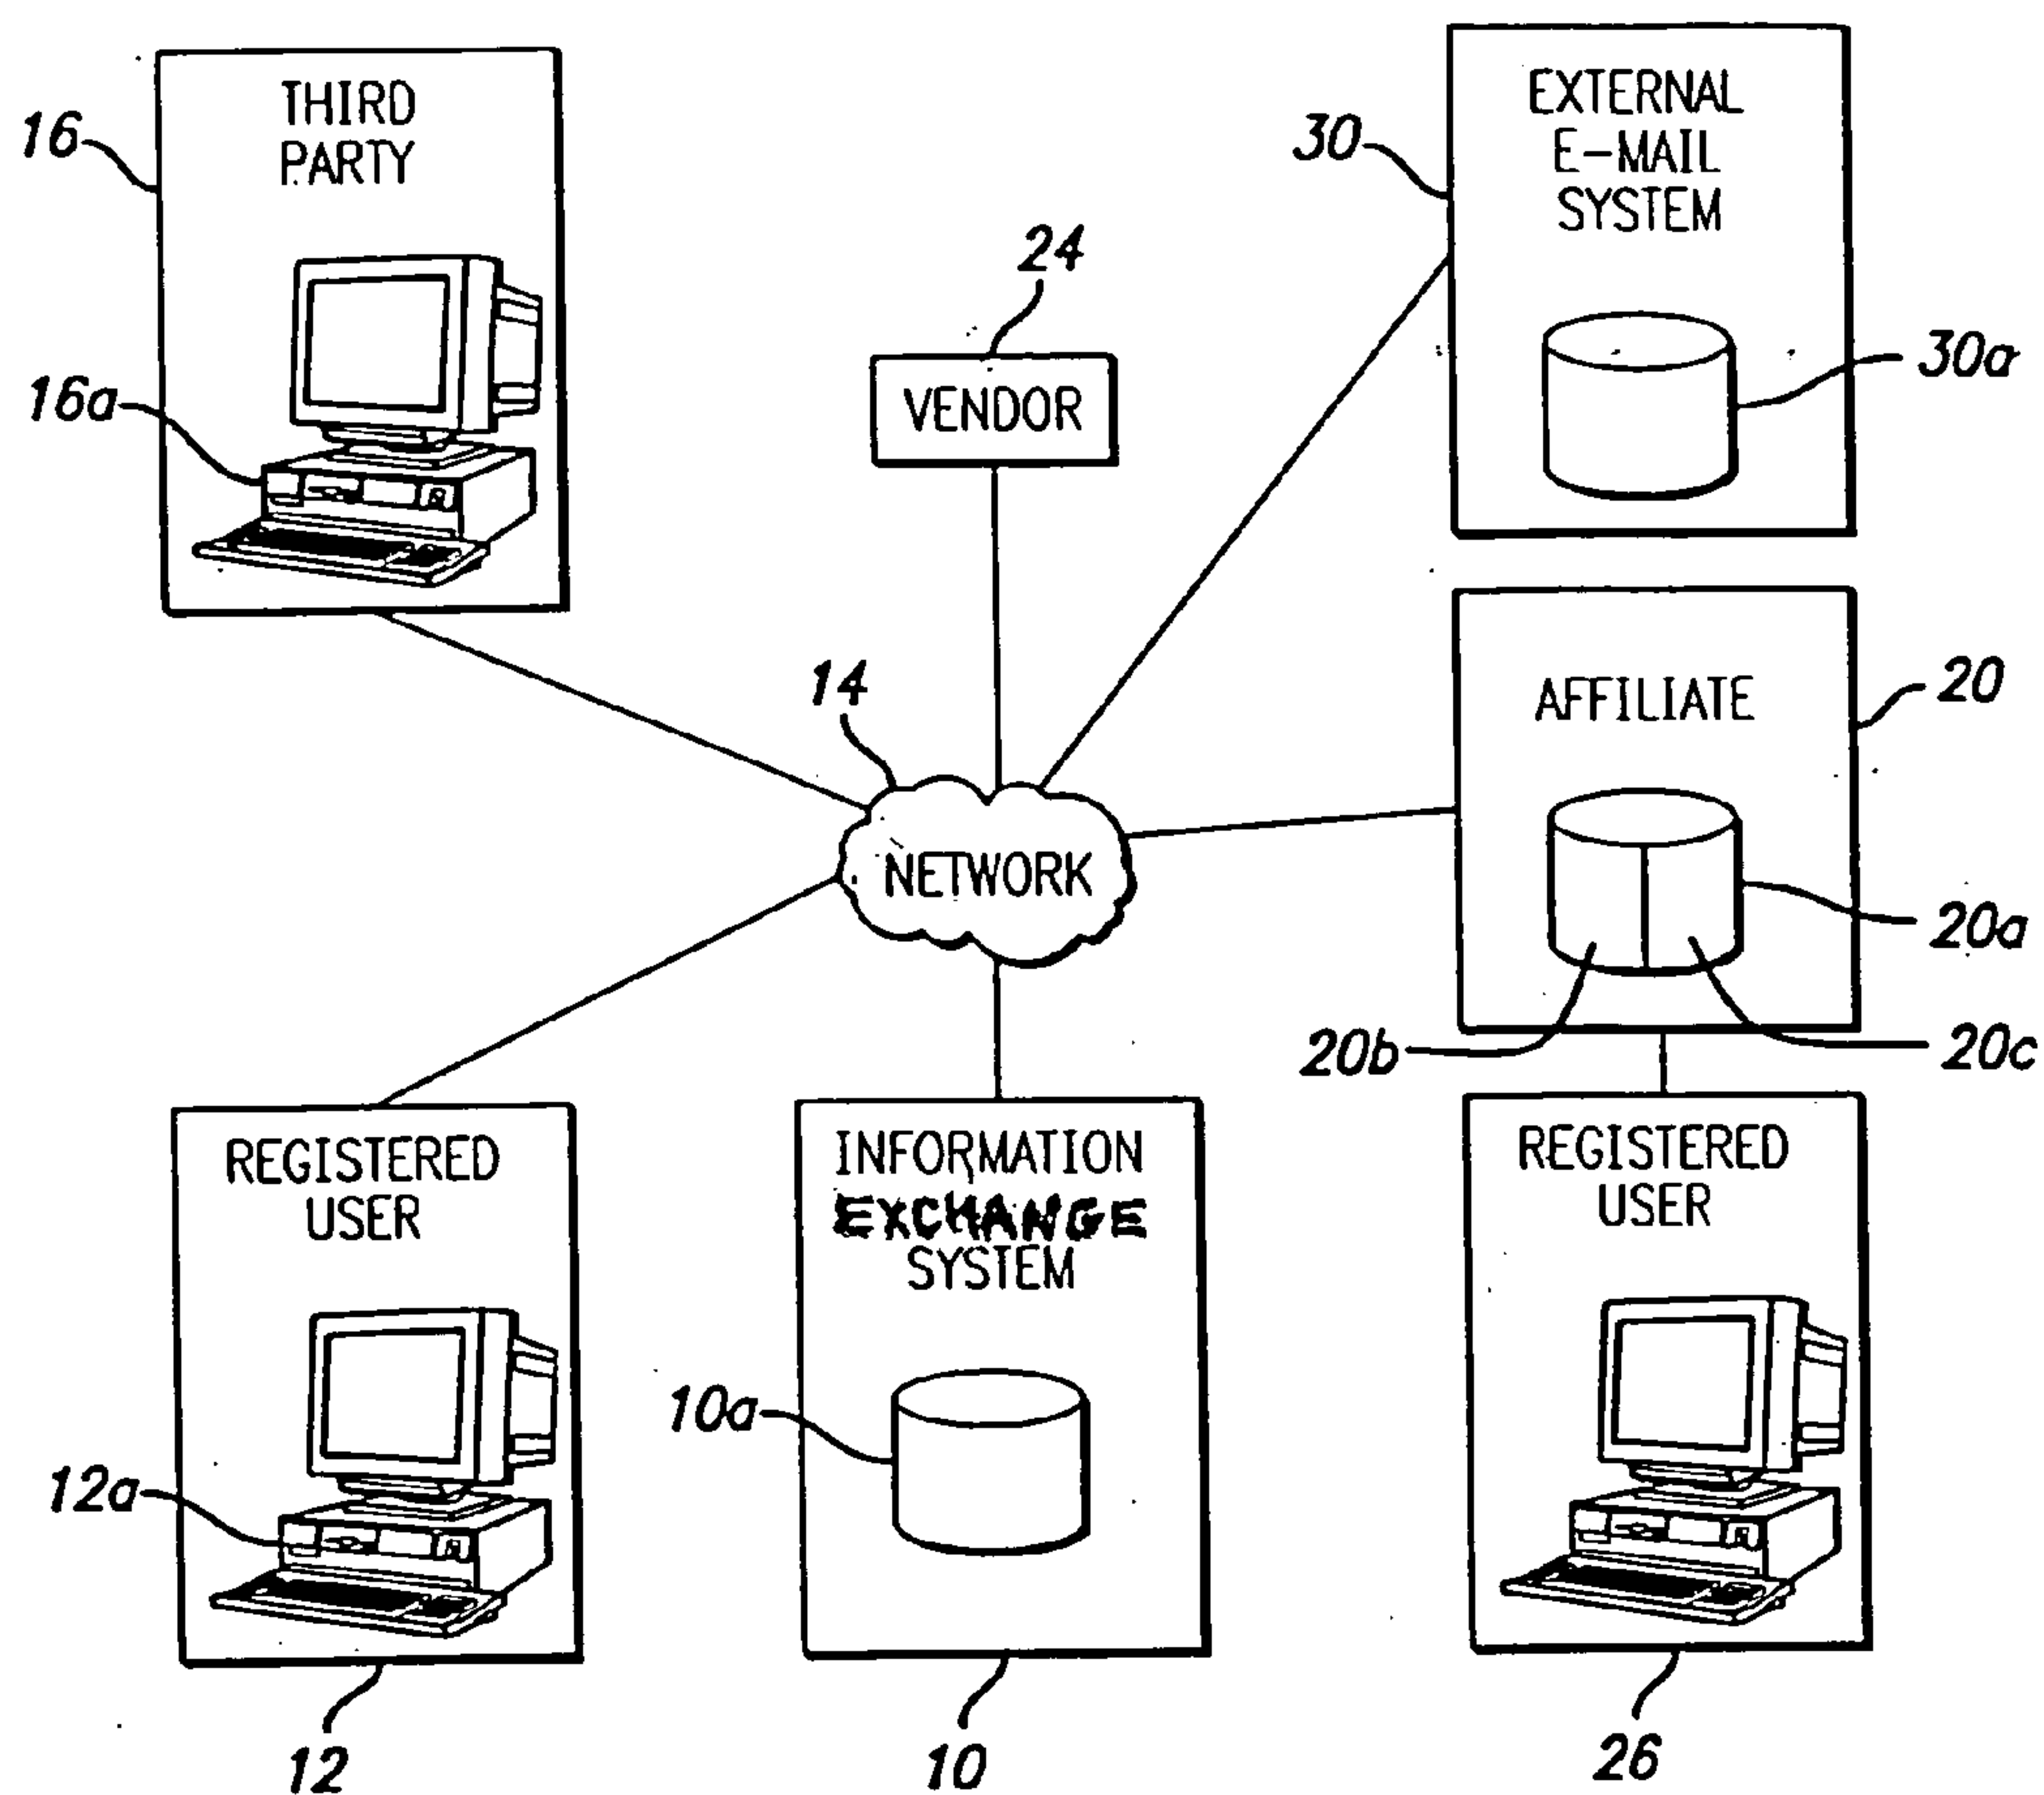 THIRD
PARTY
16
16a
24
VENDOR
30
EXTERNAL
E-MAIL
SYSTEM
30a
14
NETWORK
AFFILIATE
20
20a
20b
20c
REGISTERED
USER
12a
12
INFORMATION
EXCHANGE
SYSTEM
10a
10
REGISTERED
USER
26